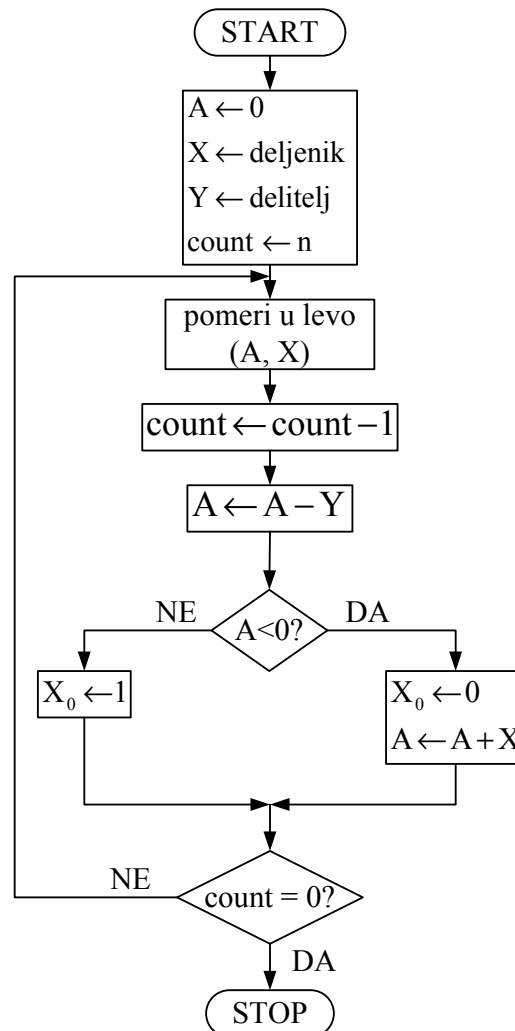 START
A ← 0
X ← deljenik
Y ← delitelj
count ← n
pomeri u levo
(A, X)
count ← count −1
A ← A − Y
NE
A<0?
DA
X₀ ←1
X₀ ←0
A ← A + X
NE
count = 0?
DA
STOP